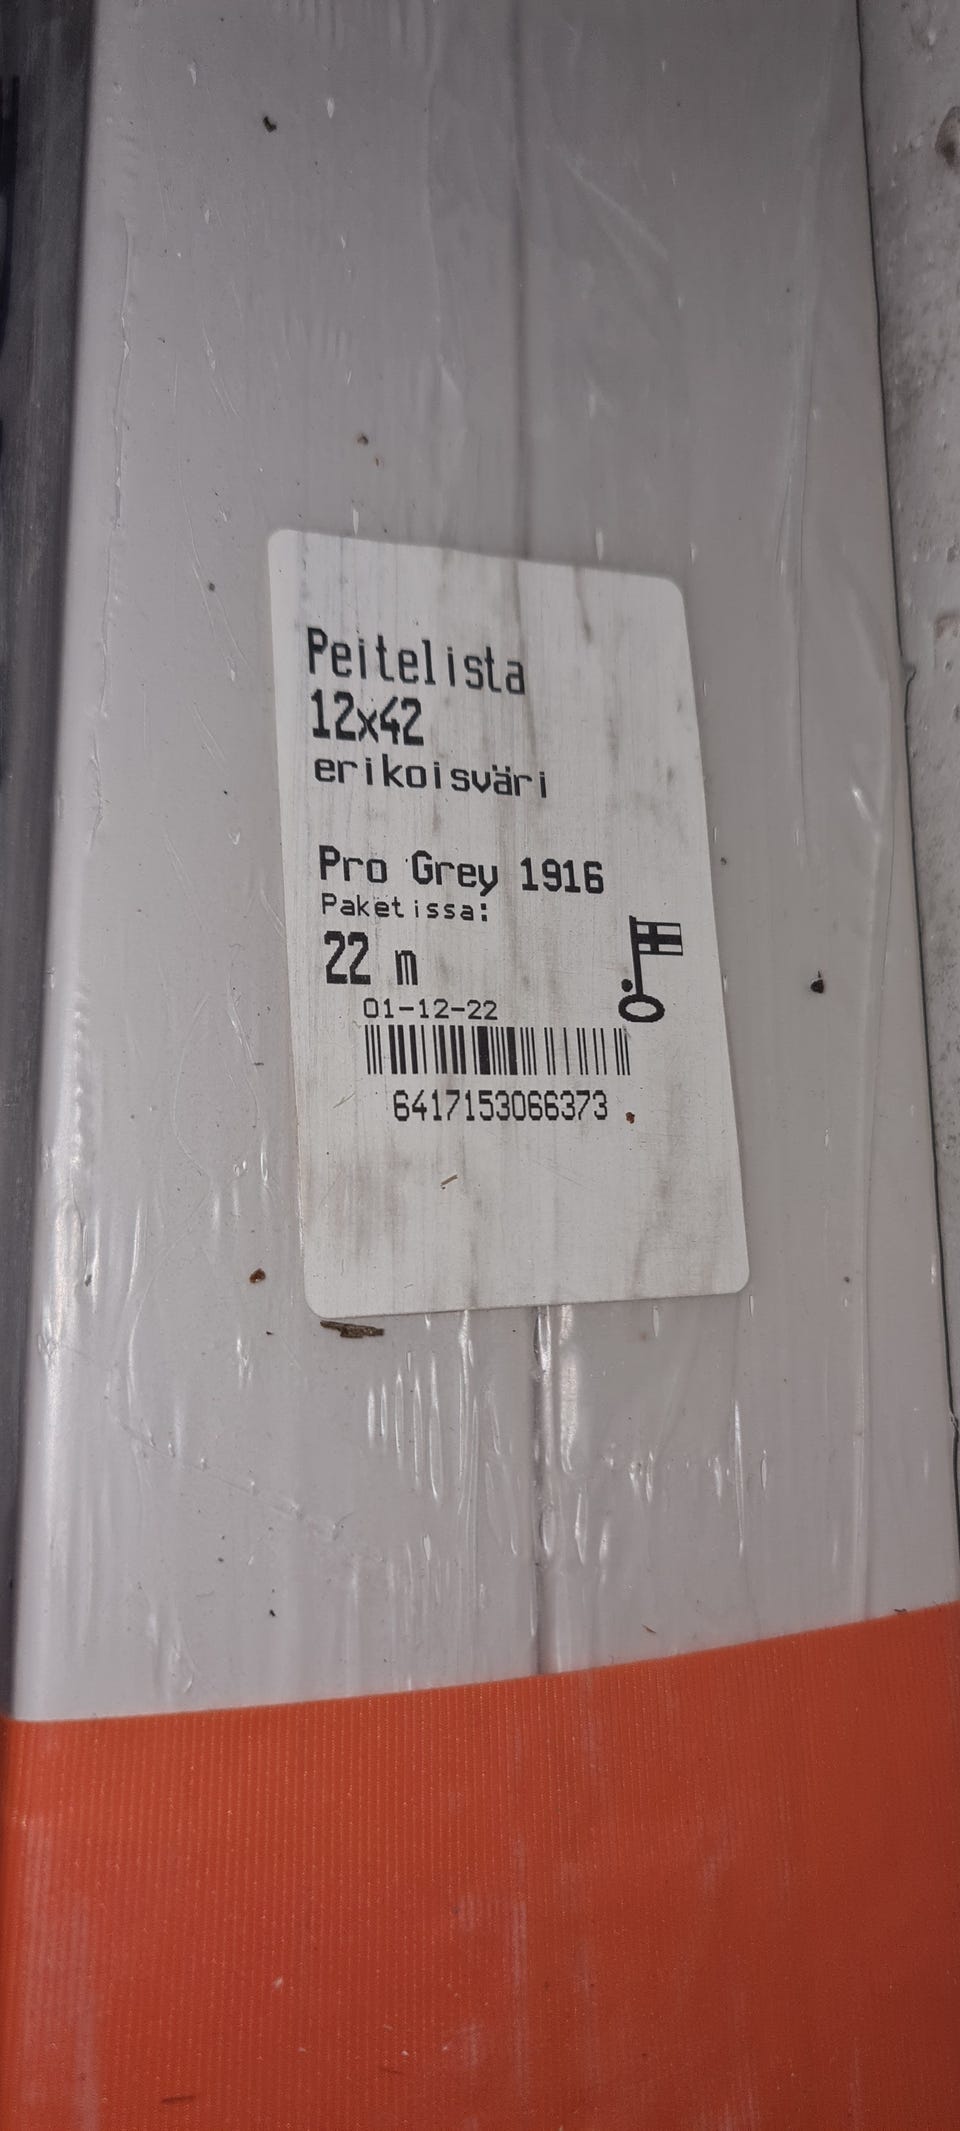 Peitelista
12x42
erikoisväri
Pro Grey 1916
Paketissa:
22 m
01-12-22
6417153066373